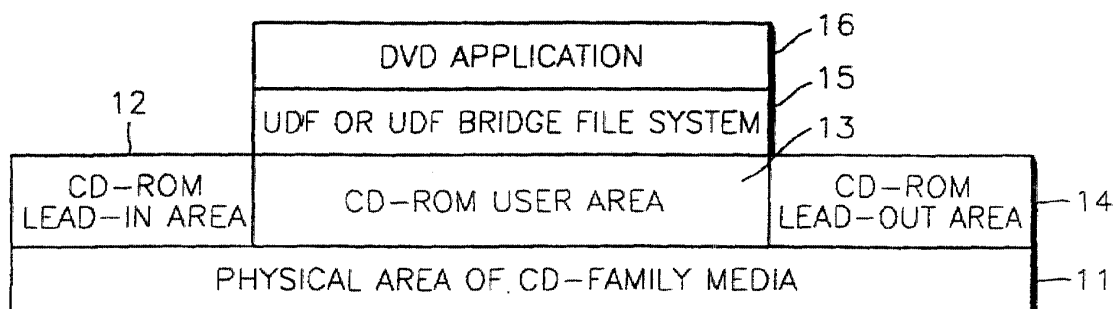 16
DVD APPLICATION
15
12
UDF OR UDF BRIDGE FILE SYSTEM
13
CD-ROM
LEAD-IN AREA
CD-ROM USER AREA
CD-ROM
LEAD-OUT AREA
14
PHYSICAL AREA OF CD-FAMILY MEDIA
11